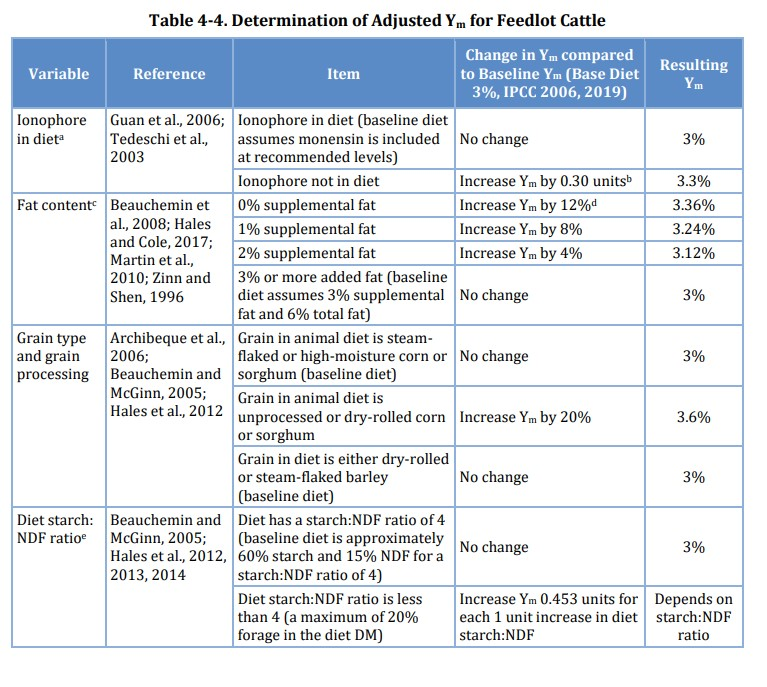 Table 4-4. Determination of Adjusted Ym for Feedlot Cattle
Variable
Reference
Item
Change in Ym compared
to Baseline Ym (Base Diet
3%, IPCC 2006, 2019)
Resulting
Ym
Ionophore
in dieta
Guan et al., 2006;
Tedeschi et al.,
2003
Ionophore in diet (baseline diet
assumes monensin is included
at recommended levels)
No change
3%
Ionophore not in diet
Increase Ym by 0.30 unitsb
3.3%
Fat contentc
Beauchemin et
al., 2008; Hales
and Cole, 2017;
Martin et al.,
2010; Zinn and
Shen, 1996
0% supplemental fat
Increase Ym by 12%d
3.36%
1% supplemental fat
Increase Ym by 8%
3.24%
2% supplemental fat
Increase Ym by 4%
3.12%
3% or more added fat (baseline
diet assumes 3% supplemental
fat and 6% total fat)
No change
3%
Grain type
and grain
processing
Archibeque et al.,
2006;
Beauchemin and
McGinn, 2005;
Hales et al., 2012
Grain in animal diet is steam-
flaked or high-moisture corn or
sorghum (baseline diet)
No change
3%
Grain in animal diet is
unprocessed or dry-rolled corn
or sorghum
Increase Ym by 20%
3.6%
Grain in diet is either dry-rolled
or steam-flaked barley
(baseline diet)
No change
3%
Diet starch:
NDF ratioe
Beauchemin and
McGinn, 2005;
Hales et al., 2012,
2013, 2014
Diet has a starch:NDF ratio of 4
(baseline diet is approximately
60% starch and 15% NDF for a
starch:NDF ratio of 4)
No change
3%
Diet starch:NDF ratio is less
than 4 (a maximum of 20%
forage in the diet DM)
Increase Ym 0.453 units for
each 1 unit increase in diet
starch:NDF
Depends on
starch:NDF
ratio